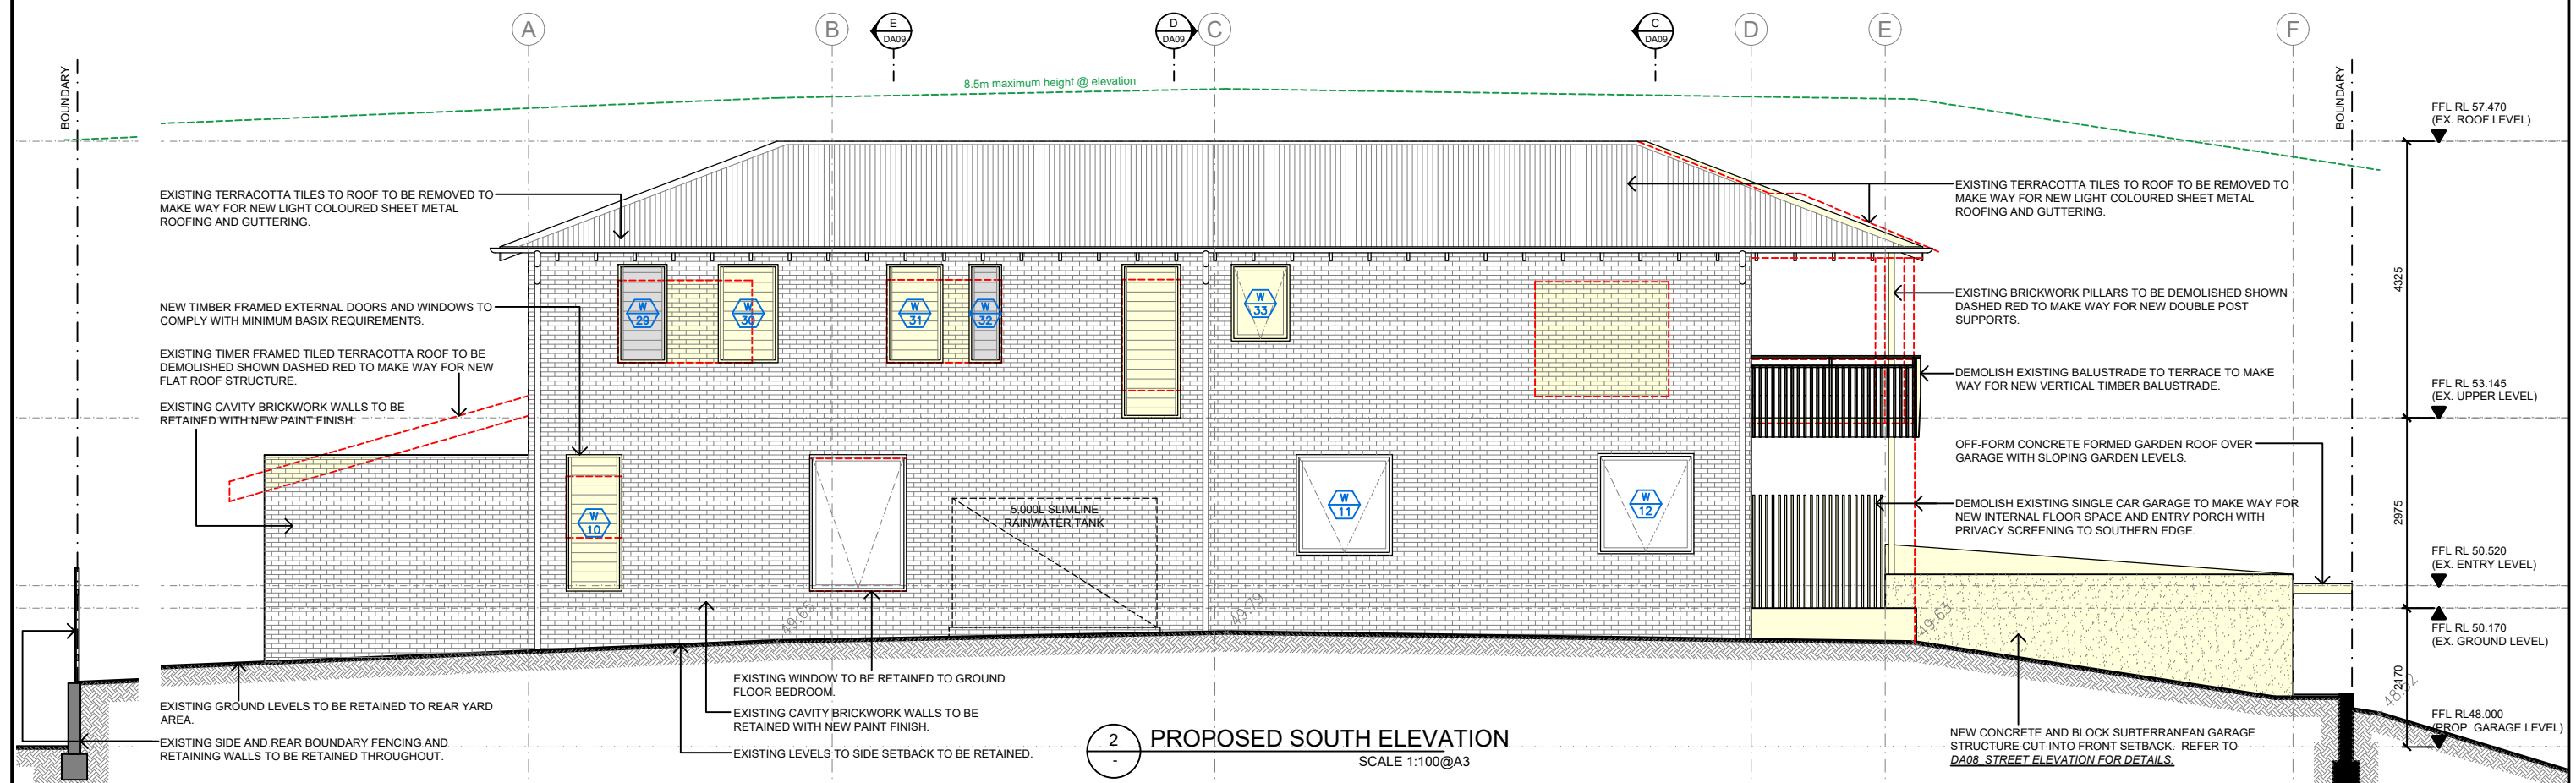 A
B
E
DA09
D
DA09
C
C
DA09
D
E
F
BOUNDARY
8.5m maximum height @ elevation
BOUNDARY
FFL RL 57.470
(EX. ROOF LEVEL)
EXISTING TERRACOTTA TILES TO ROOF TO BE REMOVED TO
MAKE WAY FOR NEW LIGHT COLOURED SHEET METAL
ROOFING AND GUTTERING.
EXISTING TERRACOTTA TILES TO ROOF TO BE REMOVED TO
MAKE WAY FOR NEW LIGHT COLOURED SHEET METAL
ROOFING AND GUTTERING.
4325
NEW TIMBER FRAMED EXTERNAL DOORS AND WINDOWS TO
COMPLY WITH MINIMUM BASIX REQUIREMENTS.
W
29
W
30
W
31
W
32
W
33
EXISTING BRICKWORK PILLARS TO BE DEMOLISHED SHOWN
DASHED RED TO MAKE WAY FOR NEW DOUBLE POST
SUPPORTS.
EXISTING TIMER FRAMED TILED TERRACOTTA ROOF TO BE
DEMOLISHED SHOWN DASHED RED TO MAKE WAY FOR NEW
FLAT ROOF STRUCTURE.
DEMOLISH EXISTING BALUSTRADE TO TERRACE TO MAKE
WAY FOR NEW VERTICAL TIMBER BALUSTRADE.
FFL RL 53.145
(EX. UPPER LEVEL)
EXISTING CAVITY BRICKWORK WALLS TO BE
RETAINED WITH NEW PAINT FINISH.
OFF-FORM CONCRETE FORMED GARDEN ROOF OVER
GARAGE WITH SLOPING GARDEN LEVELS.
W
10
5,000L SLIMLINE
RAINWATER TANK
W
11
W
12
DEMOLISH EXISTING SINGLE CAR GARAGE TO MAKE WAY FOR
NEW INTERNAL FLOOR SPACE AND ENTRY PORCH WITH
PRIVACY SCREENING TO SOUTHERN EDGE.
2975
FFL RL 50.520
(EX. ENTRY LEVEL)
49.65
49.79
49.63
FFL RL 50.170
(EX. GROUND LEVEL)
2170
48.52
EXISTING GROUND LEVELS TO BE RETAINED TO REAR YARD
AREA.
EXISTING SIDE AND REAR BOUNDARY FENCING AND
RETAINING WALLS TO BE RETAINED THROUGHOUT.
EXISTING WINDOW TO BE RETAINED TO GROUND
FLOOR BEDROOM.
EXISTING CAVITY BRICKWORK WALLS TO BE
RETAINED WITH NEW PAINT FINISH.
EXISTING LEVELS TO SIDE SETBACK TO BE RETAINED.
2
-
PROPOSED SOUTH ELEVATION
SCALE 1:100@A3
NEW CONCRETE AND BLOCK SUBTERRANEAN GARAGE
STRUCTURE CUT INTO FRONT SETBACK. REFER TO
DA08 STREET ELEVATION FOR DETAILS.
FFL RL48.000
(PROP. GARAGE LEVEL)